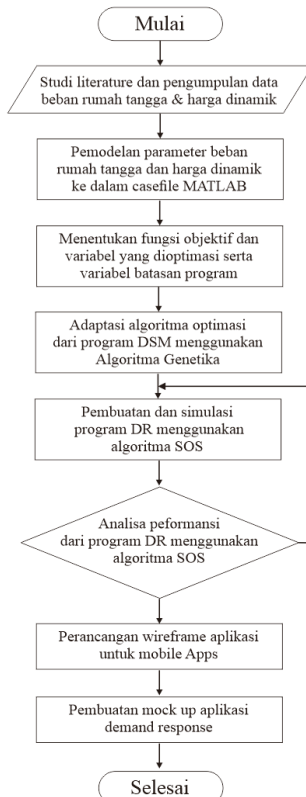 Mulai
Studi literature dan pengumpulan data
beban rumah tangga & harga dinamik
Pemodelan parameter beban
rumah tangga dan harga dinamik
ke dalam casefile MATLAB
Menentukan fungsi objektif dan
variabel yang dioptimasi serta
variabel batasan program
Adaptasi algoritma optimasi
dari program DSM menggunakan
Algoritma Genetika
Pembuatan dan simulasi
program DR menggunakan
algoritma SOS
Analisa peformansi
dari program DR menggunakan
algoritma SOS
Perancangan wireframe aplikasi
untuk mobile Apps
Pembuatan mock up aplikasi
demand response
Selesai